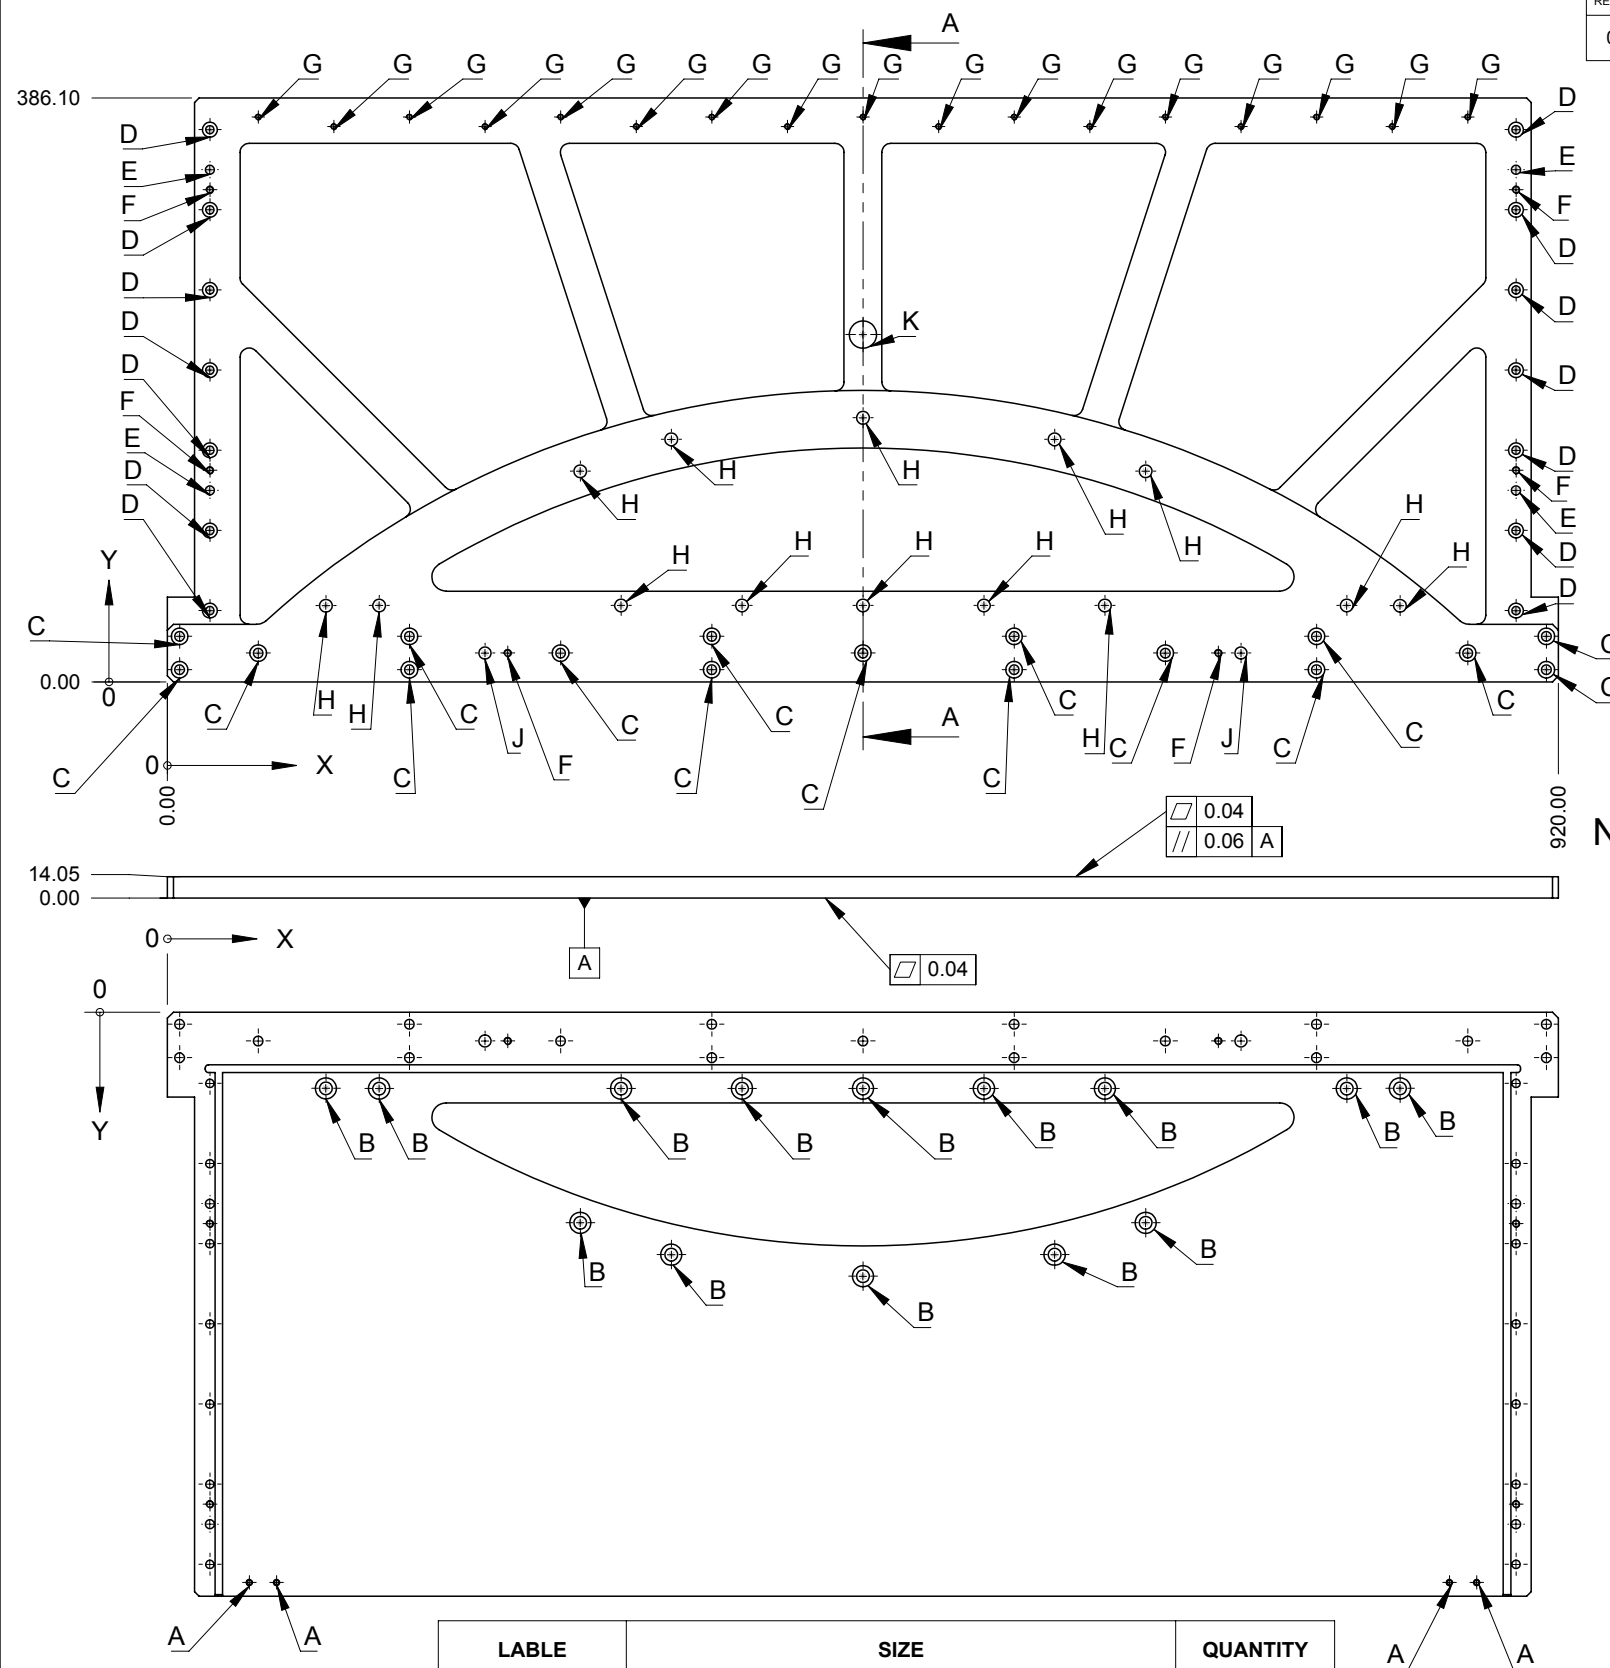 A
G G G G G G G G G G G G G G G G G
386.10
D D
E E
F F
D D
D D
K
D D
D D
F F
E E
D D
D D
H H H H H
H H H H H H
Y
C
0.00
0
H H C J F C C C C H C F J C C C
A
C C C C C
0 X
0.00
920.00
0.04
// 0.06 A
14.05
0.00
0 X
A
0.04
0
Y
B B B B B B B B B
B B B B B
A A A A
LABLE SIZE QUANTITY